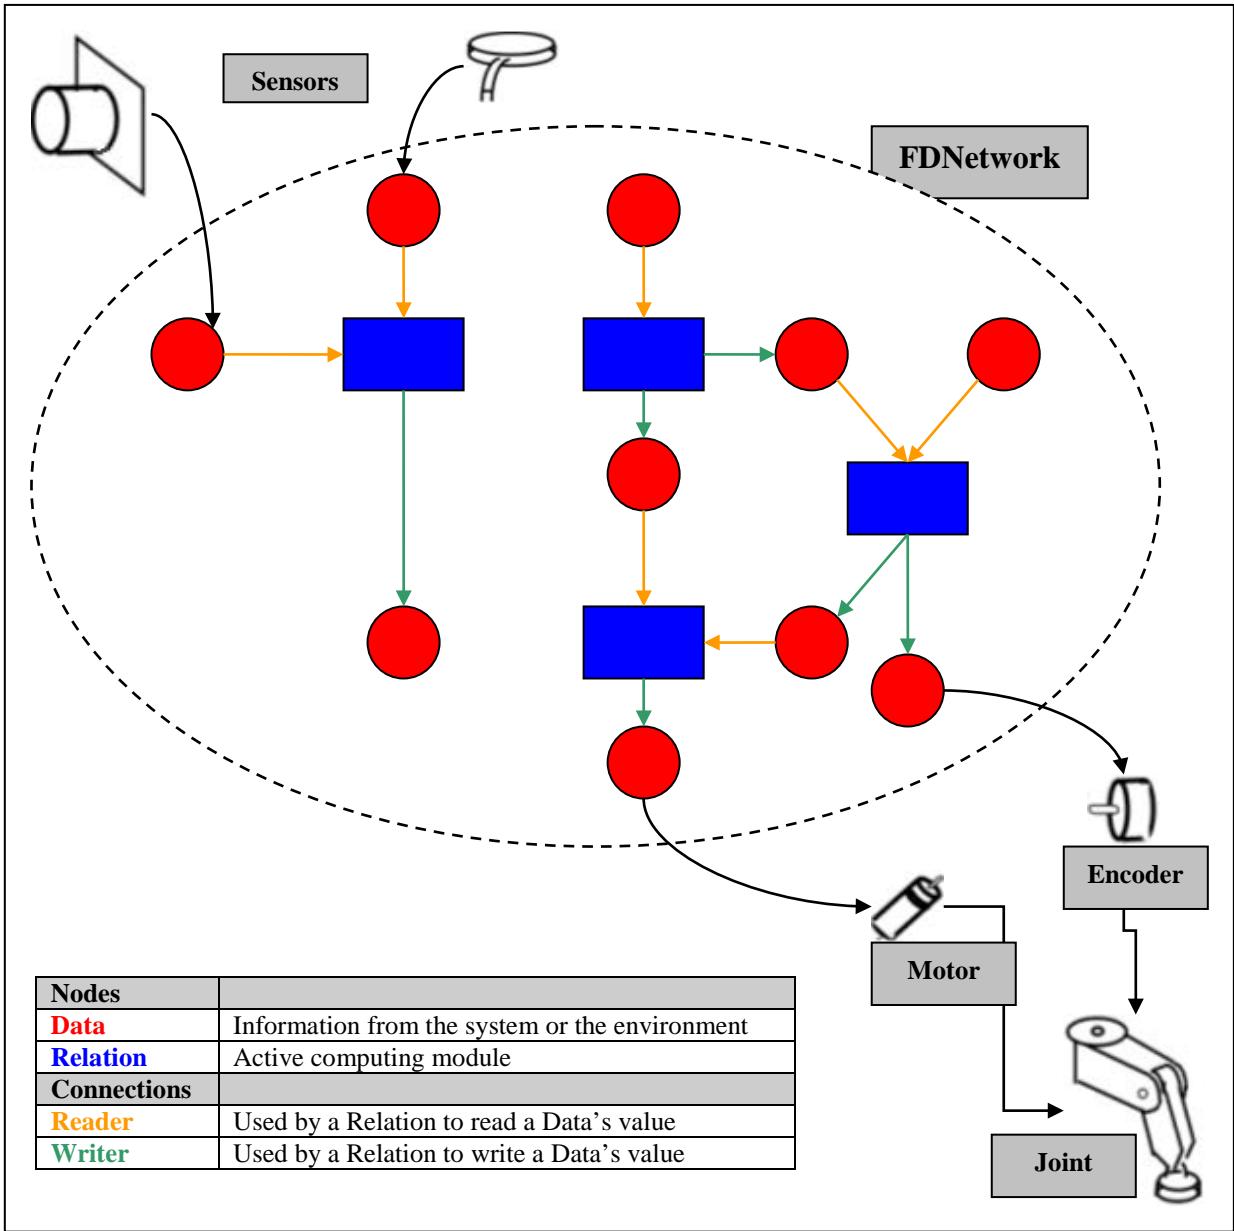 Sensors
FDNetwork
Encoder
Motor
Joint
Nodes
Data Information from the system or the environment
Relation Active computing module
Connections
Reader Used by a Relation to read a Data’s value
Writer Used by a Relation to write a Data’s value